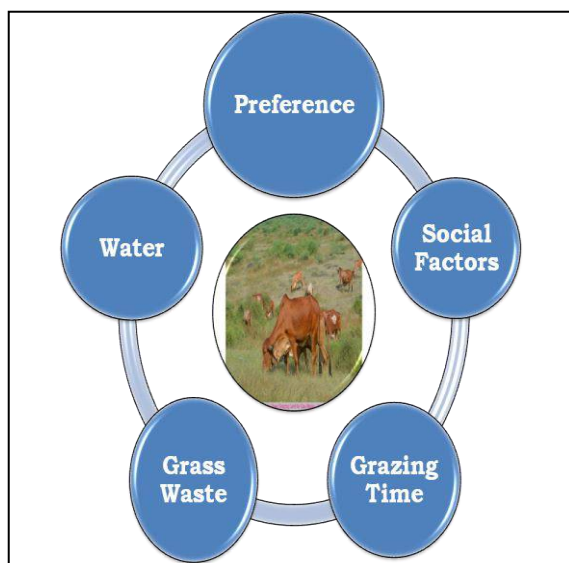 Preference
Social
Factors
Grazing
Time
Grass
Waste
Water